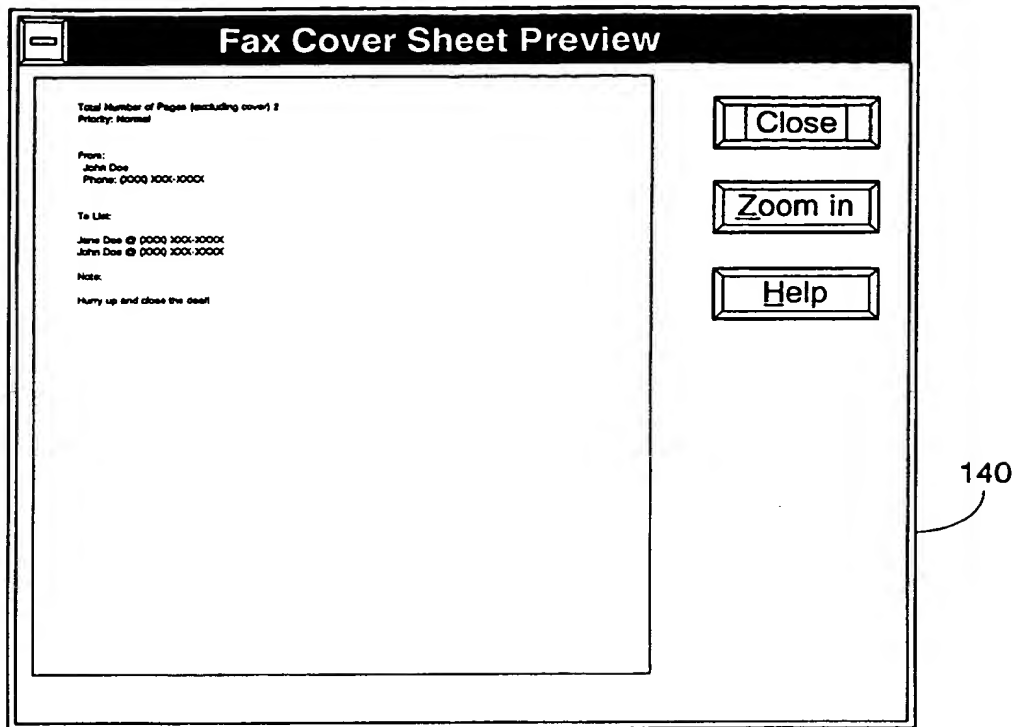 Fax Cover Sheet Preview
Total Number of Pages (excluding cover) 2
Priority: Normal
From:
John Doe
Phone: (XXX) XXX-XXXX
To List:
Jane Doe @ (XXX) XXX-XXXX
John Doe @ (XXX) XXX-XXXX
Note:
Hurry up and close the deal!
Close
Zoom in
Help
140